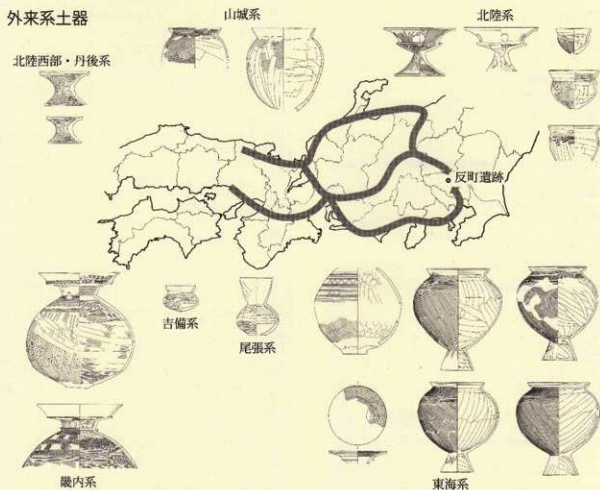 外来系土器
山城系
北陸系
北陸西部・丹後系
反町遺跡
吉備系
尾張系
畿内系
東海系